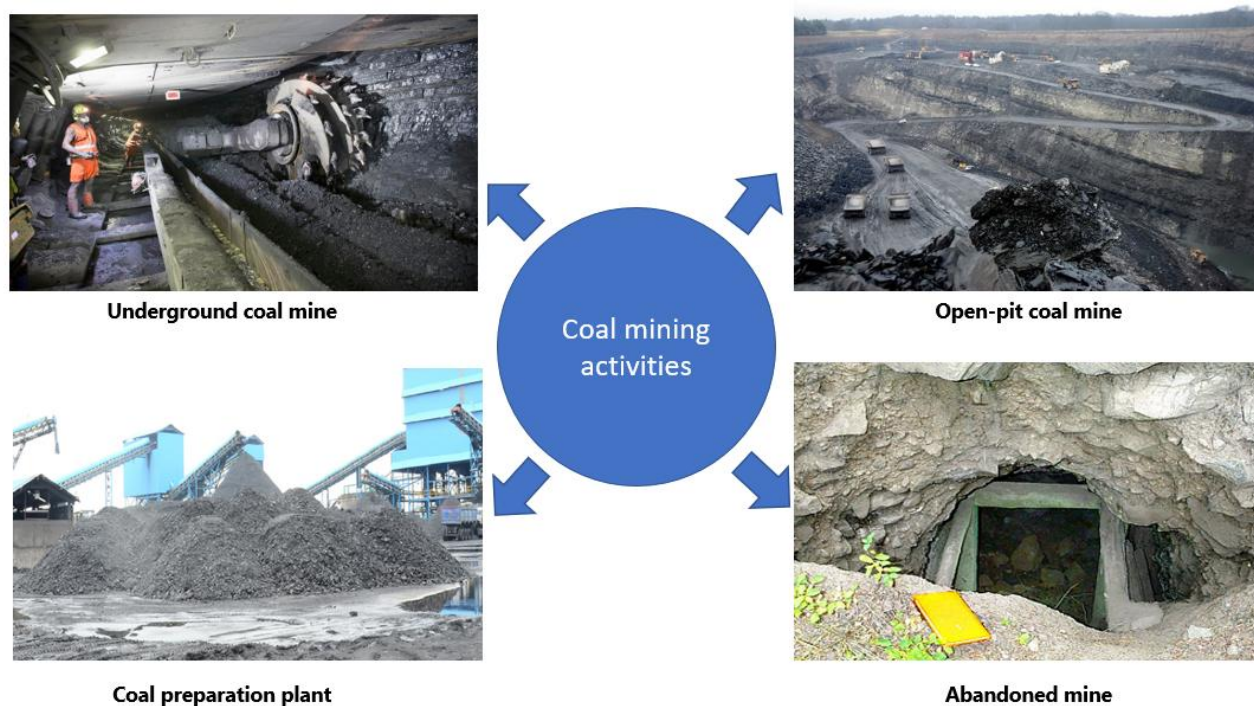 Underground coal mine
Open-pit coal mine
Coal mining
activities
Coal preparation plant
Abandoned mine